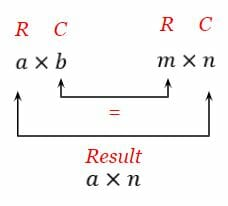 R C R C
a × b m × n
=
Result
a × n